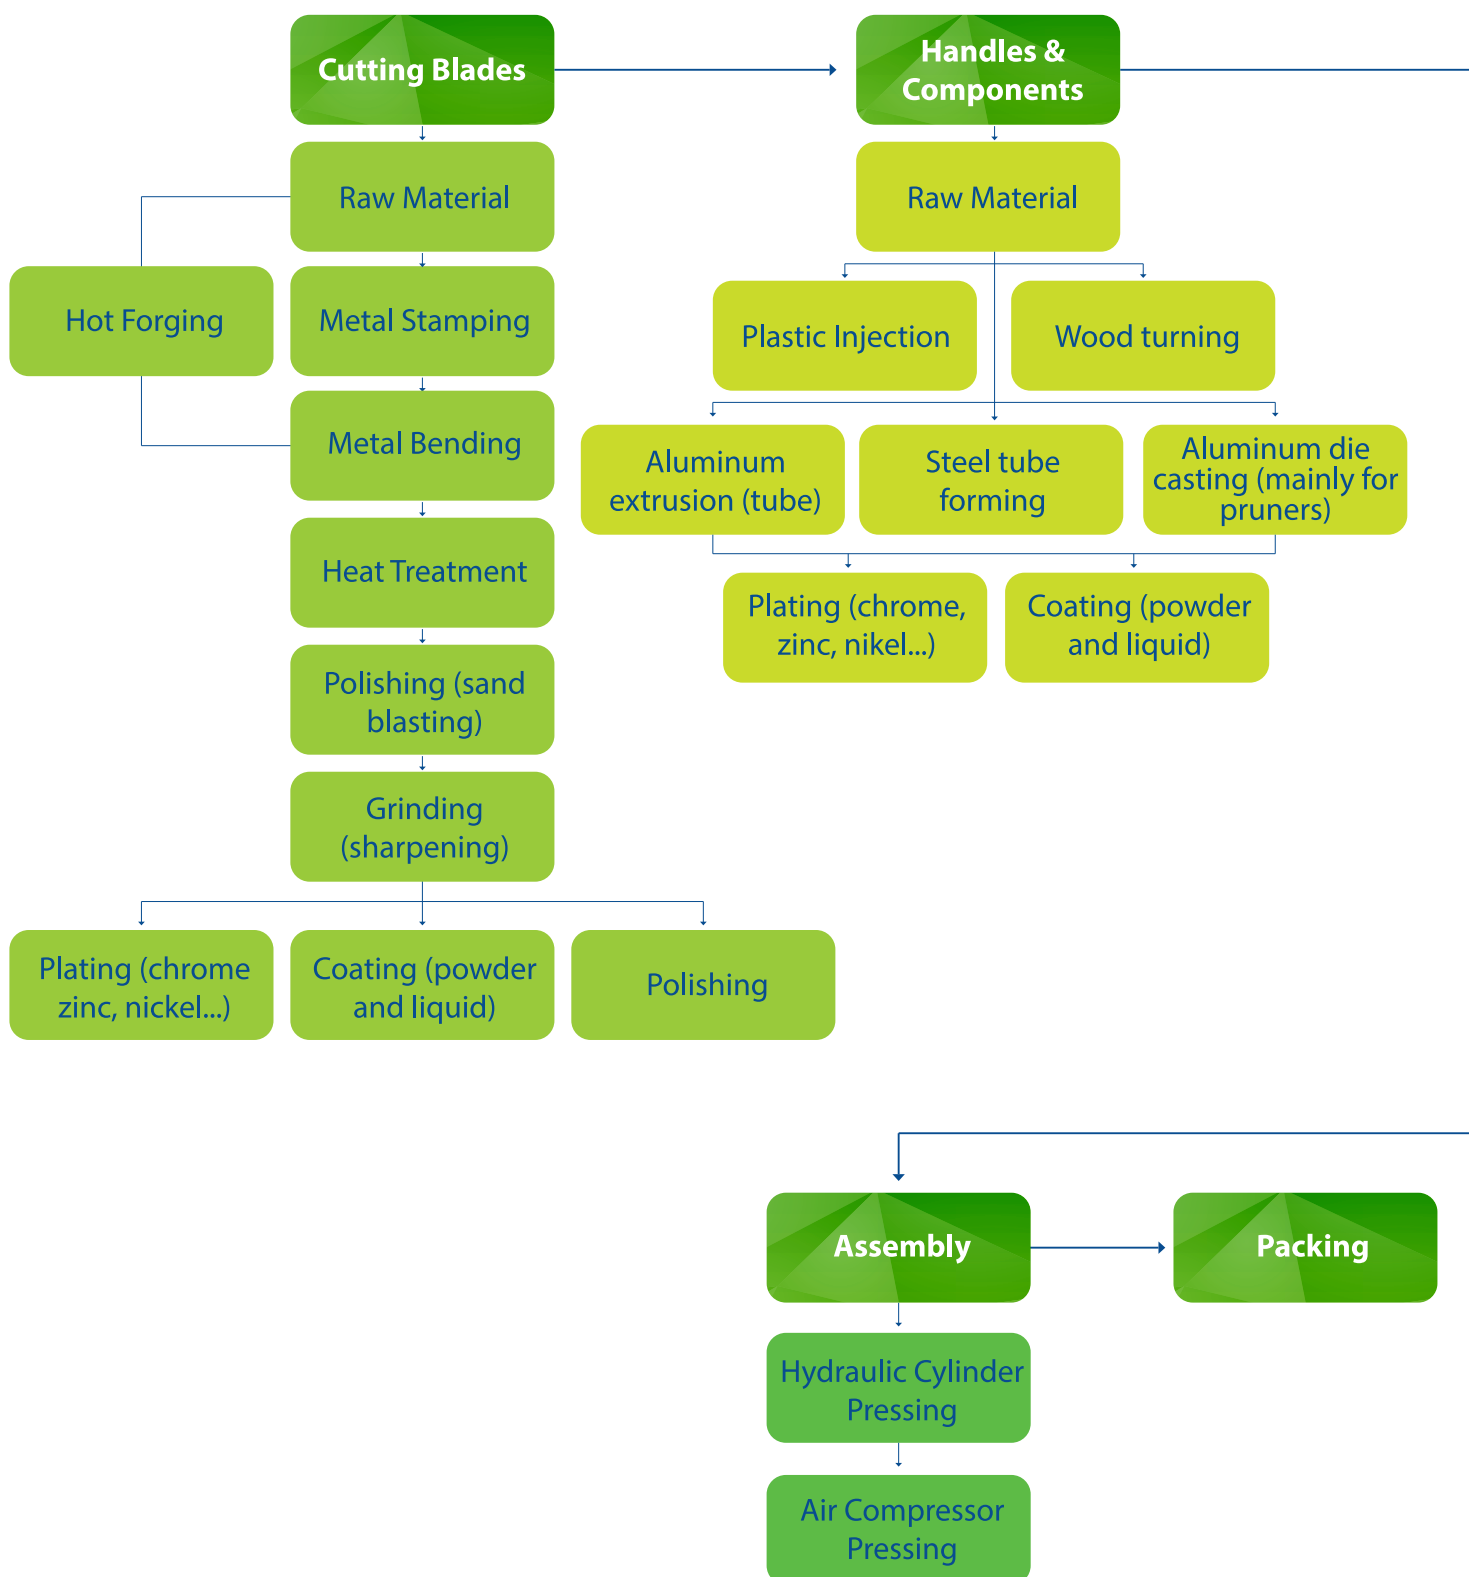 Cutting Blades
Handles &
Components
Raw Material
Raw Material
Hot Forging
Metal Stamping
Plastic Injection
Wood turning
Metal Bending
Aluminum
extrusion (tube)
Steel tube
forming
Aluminum die
casting (mainly for
pruners)
Heat Treatment
Plating (chrome,
zinc, nikel...)
Coating (powder
and liquid)
Polishing (sand
blasting)
Grinding
(sharpening)
Plating (chrome
zinc, nickel...)
Coating (powder
and liquid)
Polishing
Assembly
Packing
Hydraulic Cylinder
Pressing
Air Compressor
Pressing